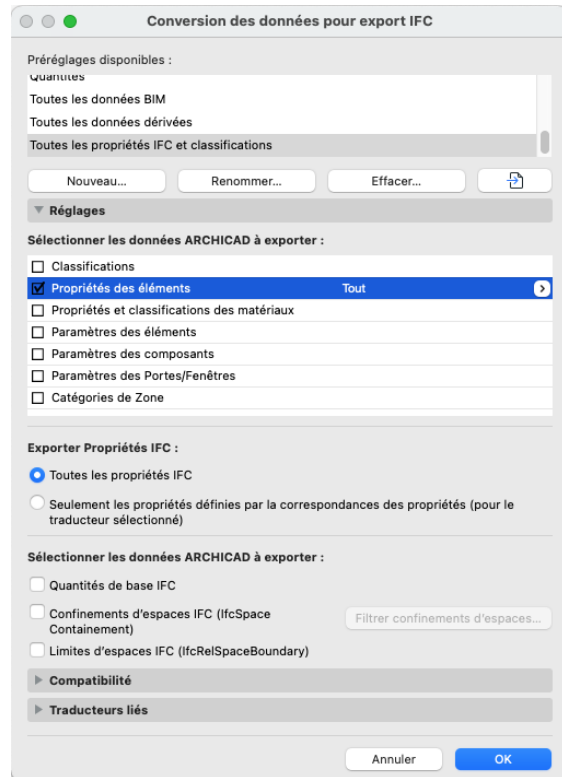 Conversion des données pour export IFC
Préréglages disponibles :
Quantités
Toutes les données BIM
Toutes les données dérivées
Toutes les propriétés IFC et classifications
Nouveau...
Renommer...
Effacer...
Réglages
Sélectionner les données ARCHICAD à exporter :
Classifications
Propriétés des éléments Tout
Propriétés et classifications des matériaux
Paramètres des éléments
Paramètres des composants
Paramètres des Portes/Fenêtres
Catégories de Zone
Exporter Propriétés IFC :
Toutes les propriétés IFC
Seulement les propriétés définies par la correspondances des propriétés (pour le
traducteur sélectionné)
Sélectionner les données ARCHICAD à exporter :
Quantités de base IFC
Confinements d'espaces IFC (IfcSpace
Containement)
Filtrer confinements d'espaces...
Limites d'espaces IFC (IfcRelSpaceBoundary)
Compatibilité
Traducteurs liés
Annuler
OK